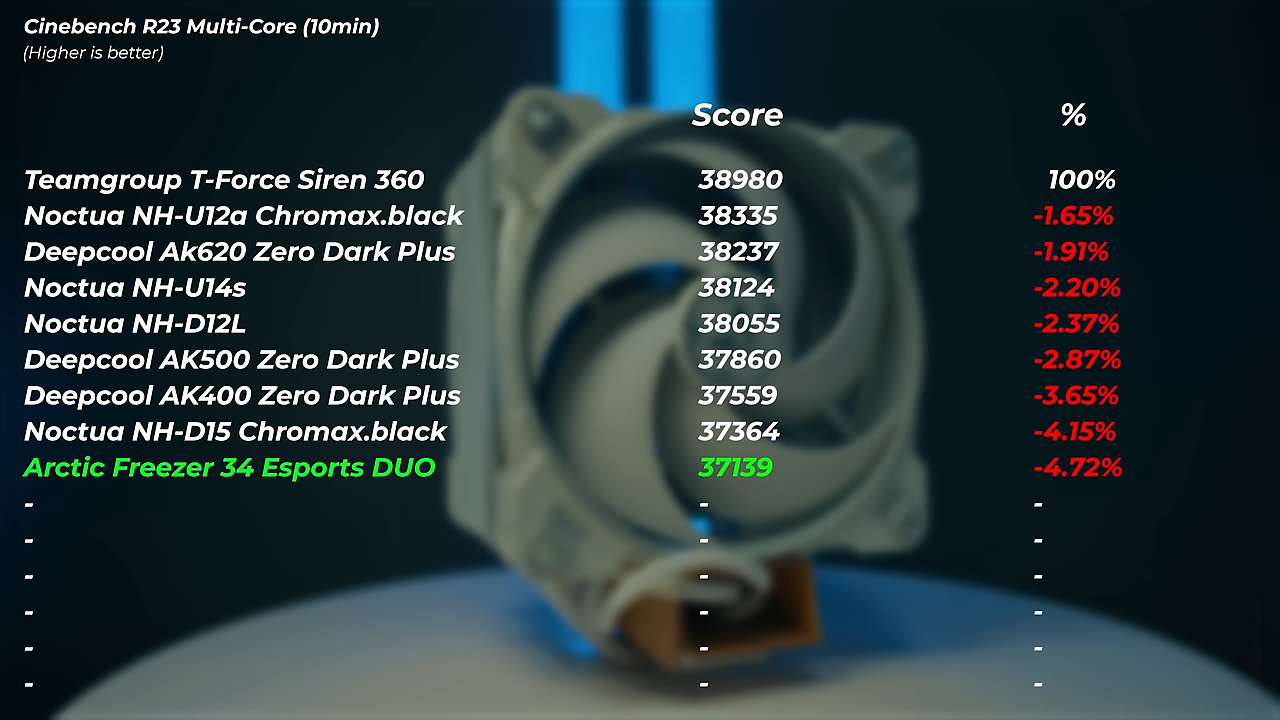 Cinebench R23 Multi-Core (10min)
(Higher is better)
Score %
Teamgroup T-Force Siren 360 38980 100%
Noctua NH-U12a Chromax.black 38335 -1.65%
Deepcool Ak620 Zero Dark Plus 38237 -1.91%
Noctua NH-U14s 38124 -2.20%
Noctua NH-D12L 38055 -2.37%
Deepcool AK500 Zero Dark Plus 37860 -2.87%
Deepcool AK400 Zero Dark Plus 37559 -3.65%
Noctua NH-D15 Chromax.black 37364 -4.15%
Arctic Freezer 34 Esports DUO 37139 -4.72%
- - -
- - -
- - -
- - -
- - -
- - -